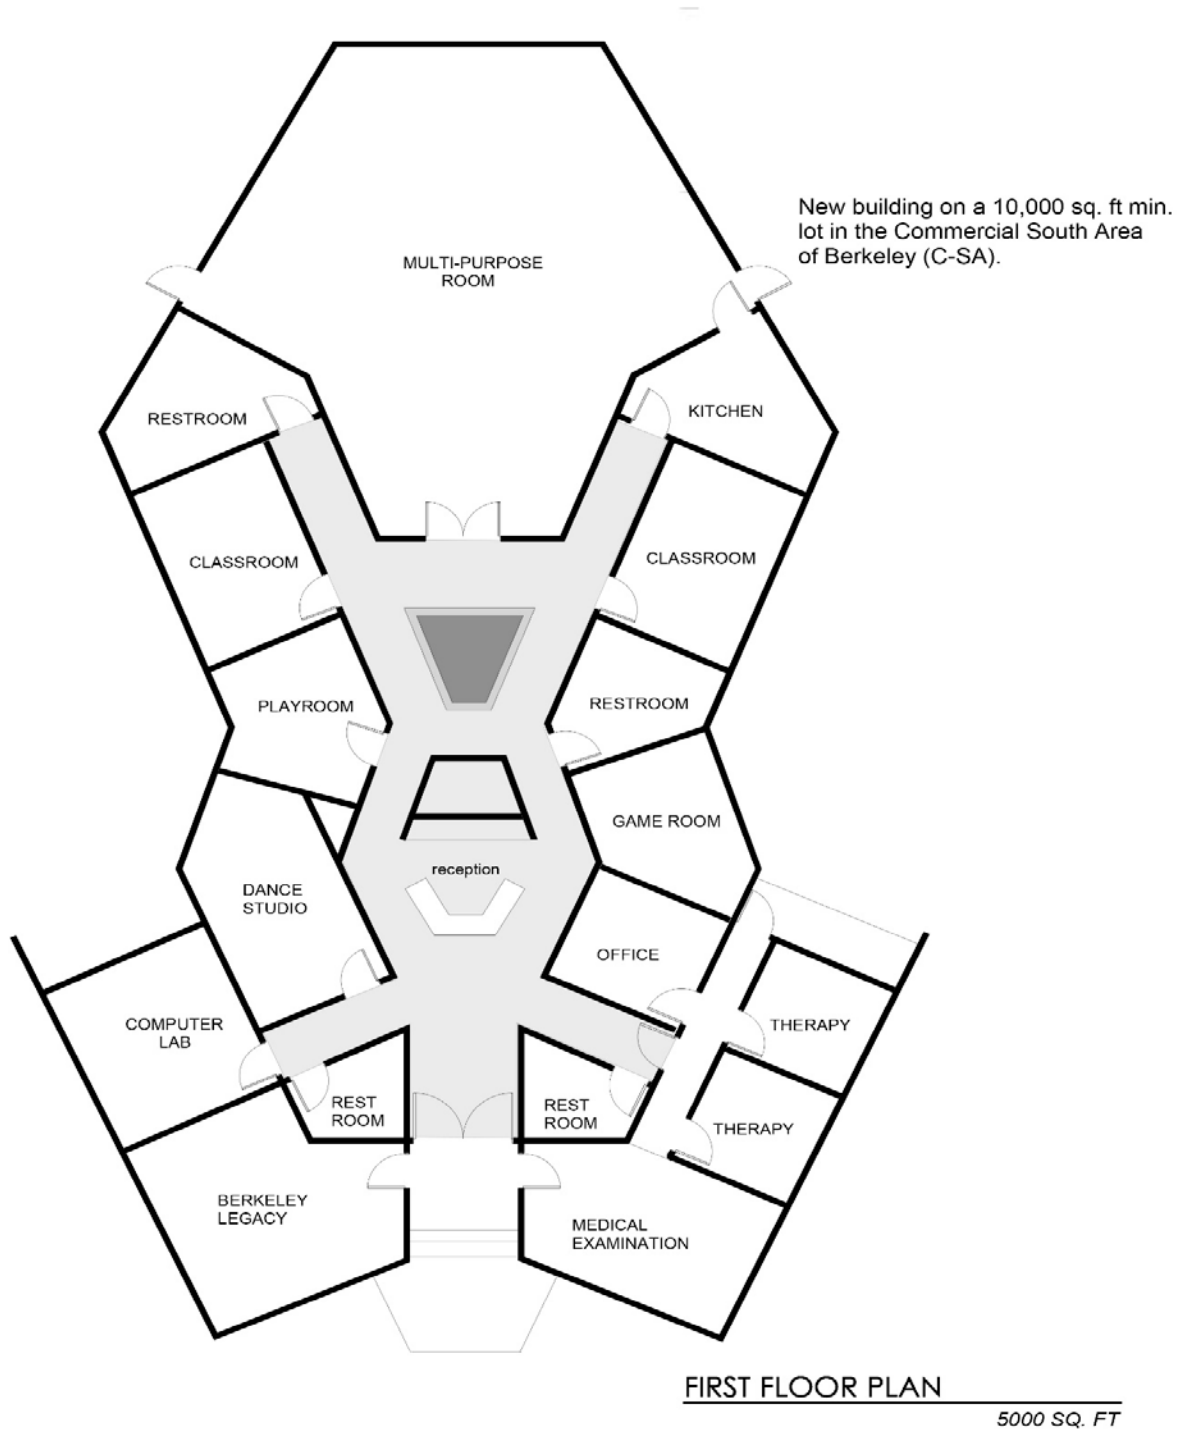 New building on a 10,000 sq. ft min.
lot in the Commercial South Area
of Berkeley (C-SA).
MULTI-PURPOSE
ROOM
RESTROOM
KITCHEN
CLASSROOM
CLASSROOM
PLAYROOM
RESTROOM
GAME ROOM
reception
DANCE
STUDIO
OFFICE
COMPUTER
LAB
THERAPY
REST
ROOM
REST
ROOM
THERAPY
BERKELEY
LEGACY
MEDICAL
EXAMINATION
FIRST FLOOR PLAN
5000 SQ. FT